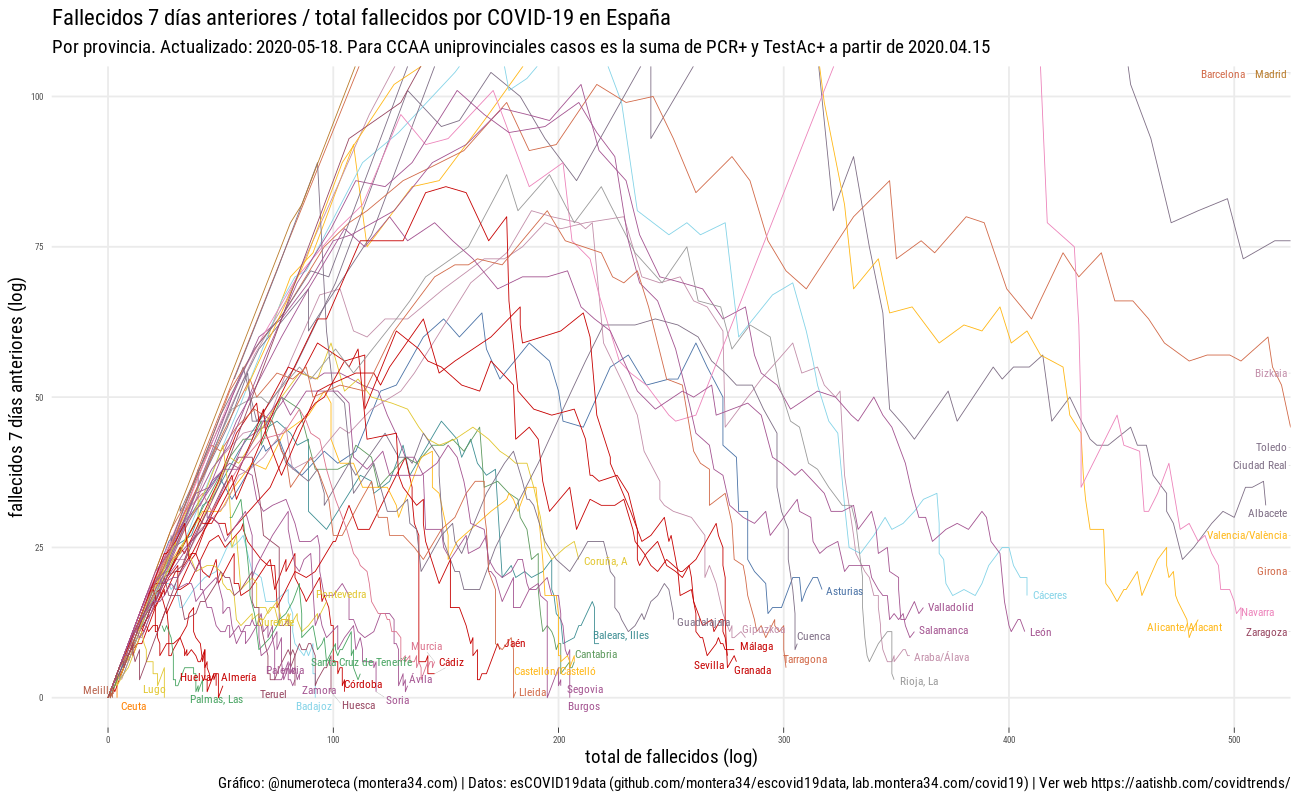 Fallecidos 7 días anteriores / total fallecidos por COVID-19 en España
Por provincia. Actualizado: 2020-05-18. Para CCAA uniprovinciales casos es la suma de PCR+ y TestAc+ a partir de 2020.04.15
fallecidos 7 días anteriores (log)
100
75
50
25
0
Barcelona
Madrid
Bizkaia
Toledo
Ciudad Real
Albacete
Valencia/València
Girona
Coruña, A
Asturias
Cáceres
Pontevedra
Valladolid
Navarra
Guadalajara
Gipuzkoa
Salamanca
León
Alicante/Alacant
Zaragoza
Balears, Illes
Cuenca
Murcia
Jaén
Málaga
Santa Cruz de Tenerife
Cádiz
Cantabria
Tarragona
Araba/Álava
Palencia
Castellón/Castelló
Sevilla
Granada
Rioja, La
Huelva
Almería
Córdoba
Ávila
Melilla
Lugo
Palmas, Las
Teruel
Zamora
Soria
Lleida
Segovia
Ceuta
Badajoz
Huesca
Burgos
0
100
200
300
400
500
total de fallecidos (log)
Gráfico: @numeroteca (montera34.com) | Datos: esCOVID19data (github.com/montera34/escovid19data, lab.montera34.com/covid19) | Ver web https://aatishb.com/covidtrends/